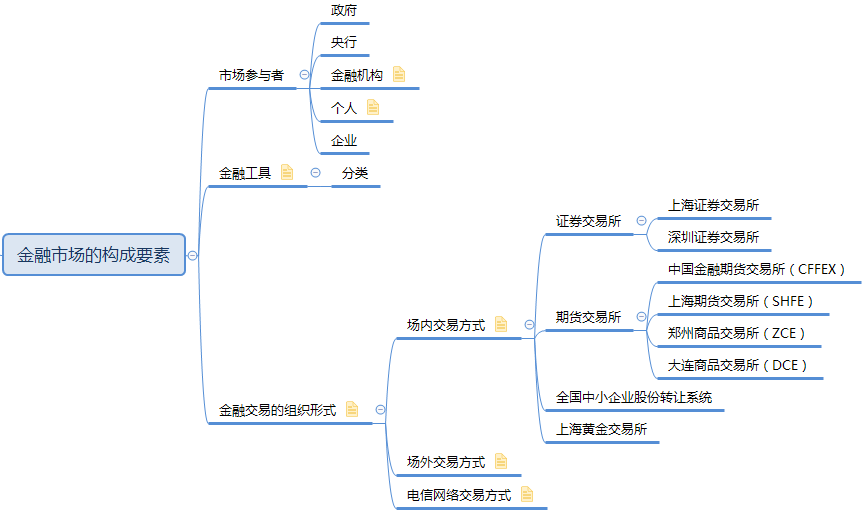 金融市场的构成要素
市场参与者
政府
央行
金融机构
个人
企业
金融工具
分类
金融交易的组织形式
场内交易方式
证券交易所
上海证券交易所
深圳证券交易所
期货交易所
中国金融期货交易所（CFFEX）
上海期货交易所（SHFE）
郑州商品交易所（ZCE）
大连商品交易所（DCE）
全国中小企业股份转让系统
上海黄金交易所
场外交易方式
电信网络交易方式